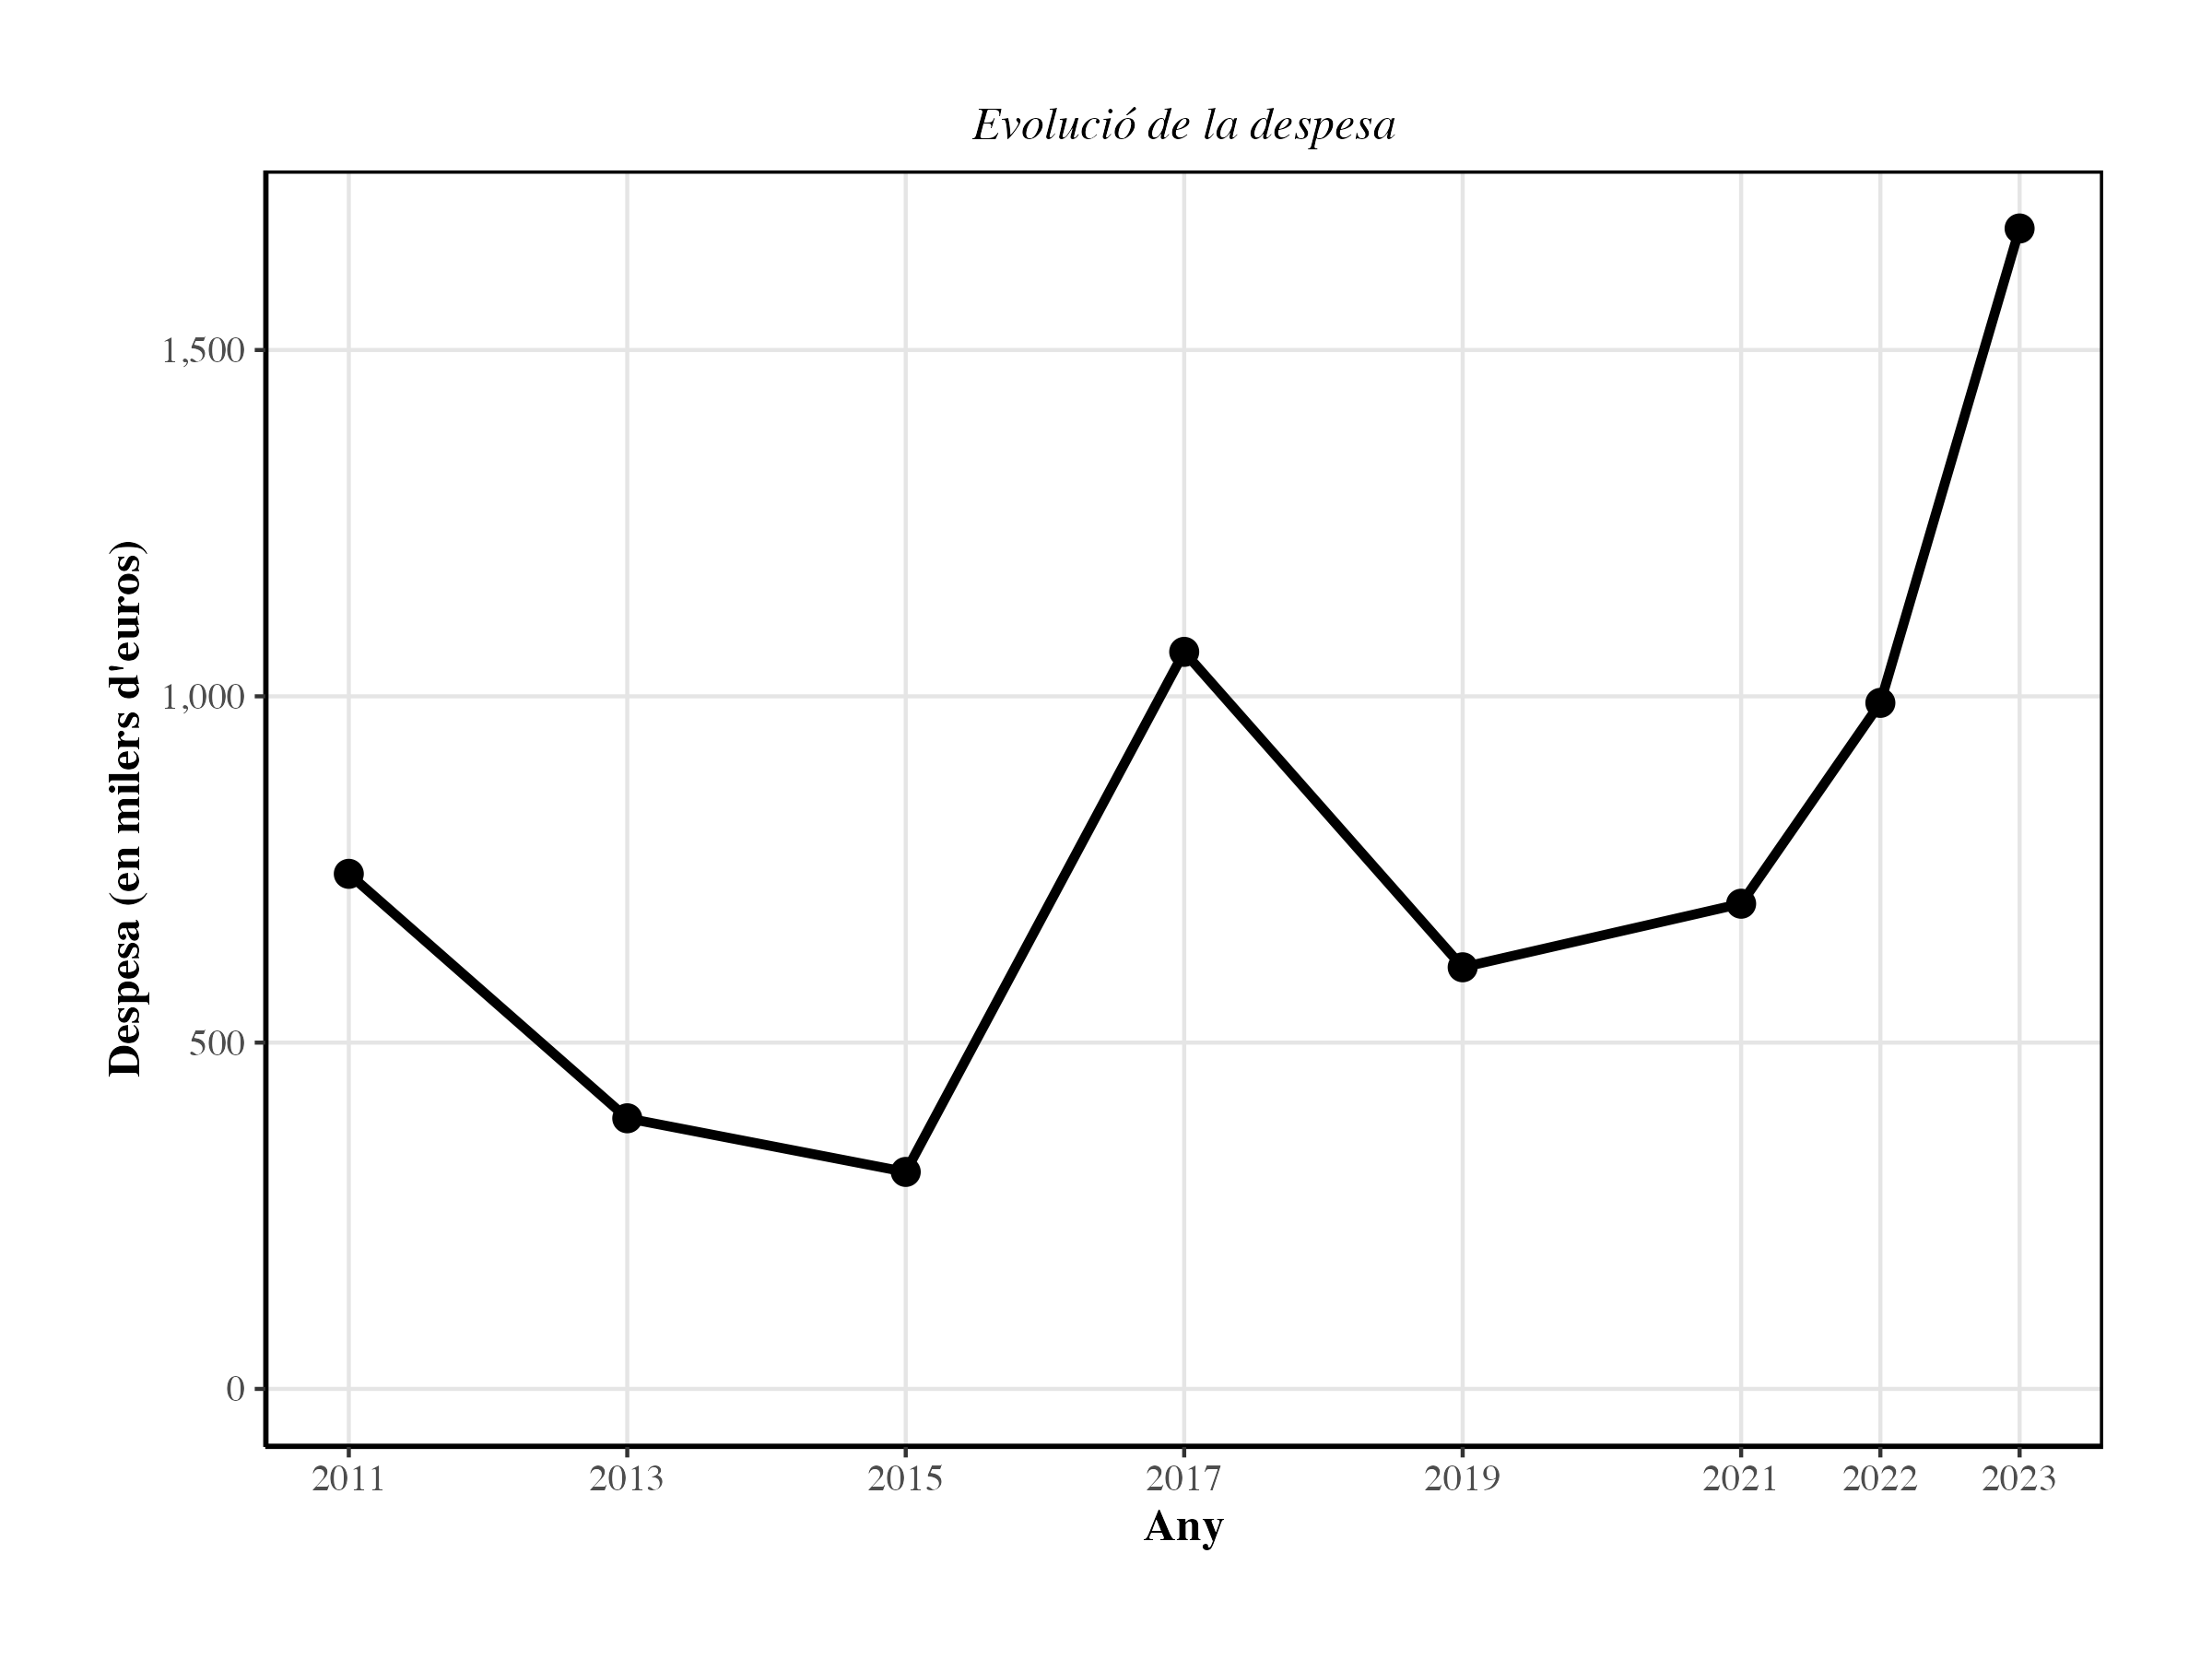 Evolució de la despesa
Despesa (en milers d'euros)
1,500
1,000
500
0
2011 2013 2015 2017 2019 2021 2022 2023
Any